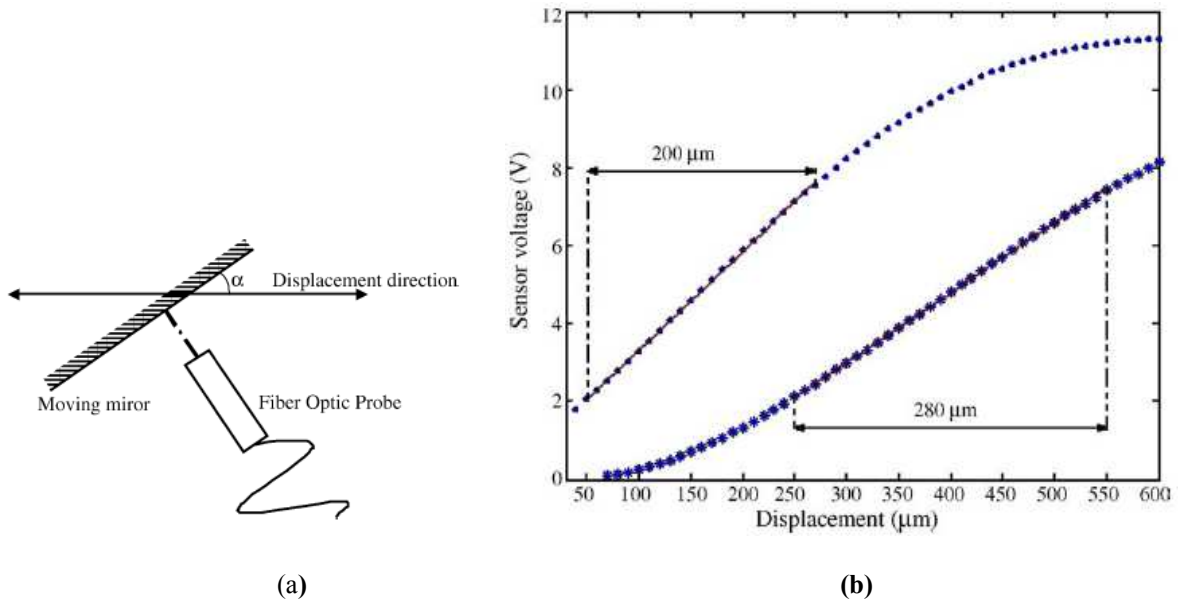 α
Displacement direction
Moving miror
Fiber Optic Probe
(a)
12
10
8
6
4
2
0
Sensor voltage (V)
200 µm
280 µm
50 100 150 200 250 300 350 400 450 500 550 600
Displacement (µm)
(b)